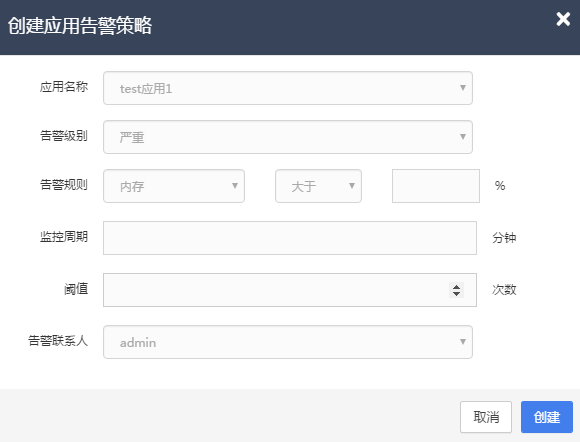 创建应用告警策略
应用名称 test应用1
告警级别 严重
告警规则 内存 大于 %
监控周期 分钟
阈值 次数
告警联系人 admin
取消 创建